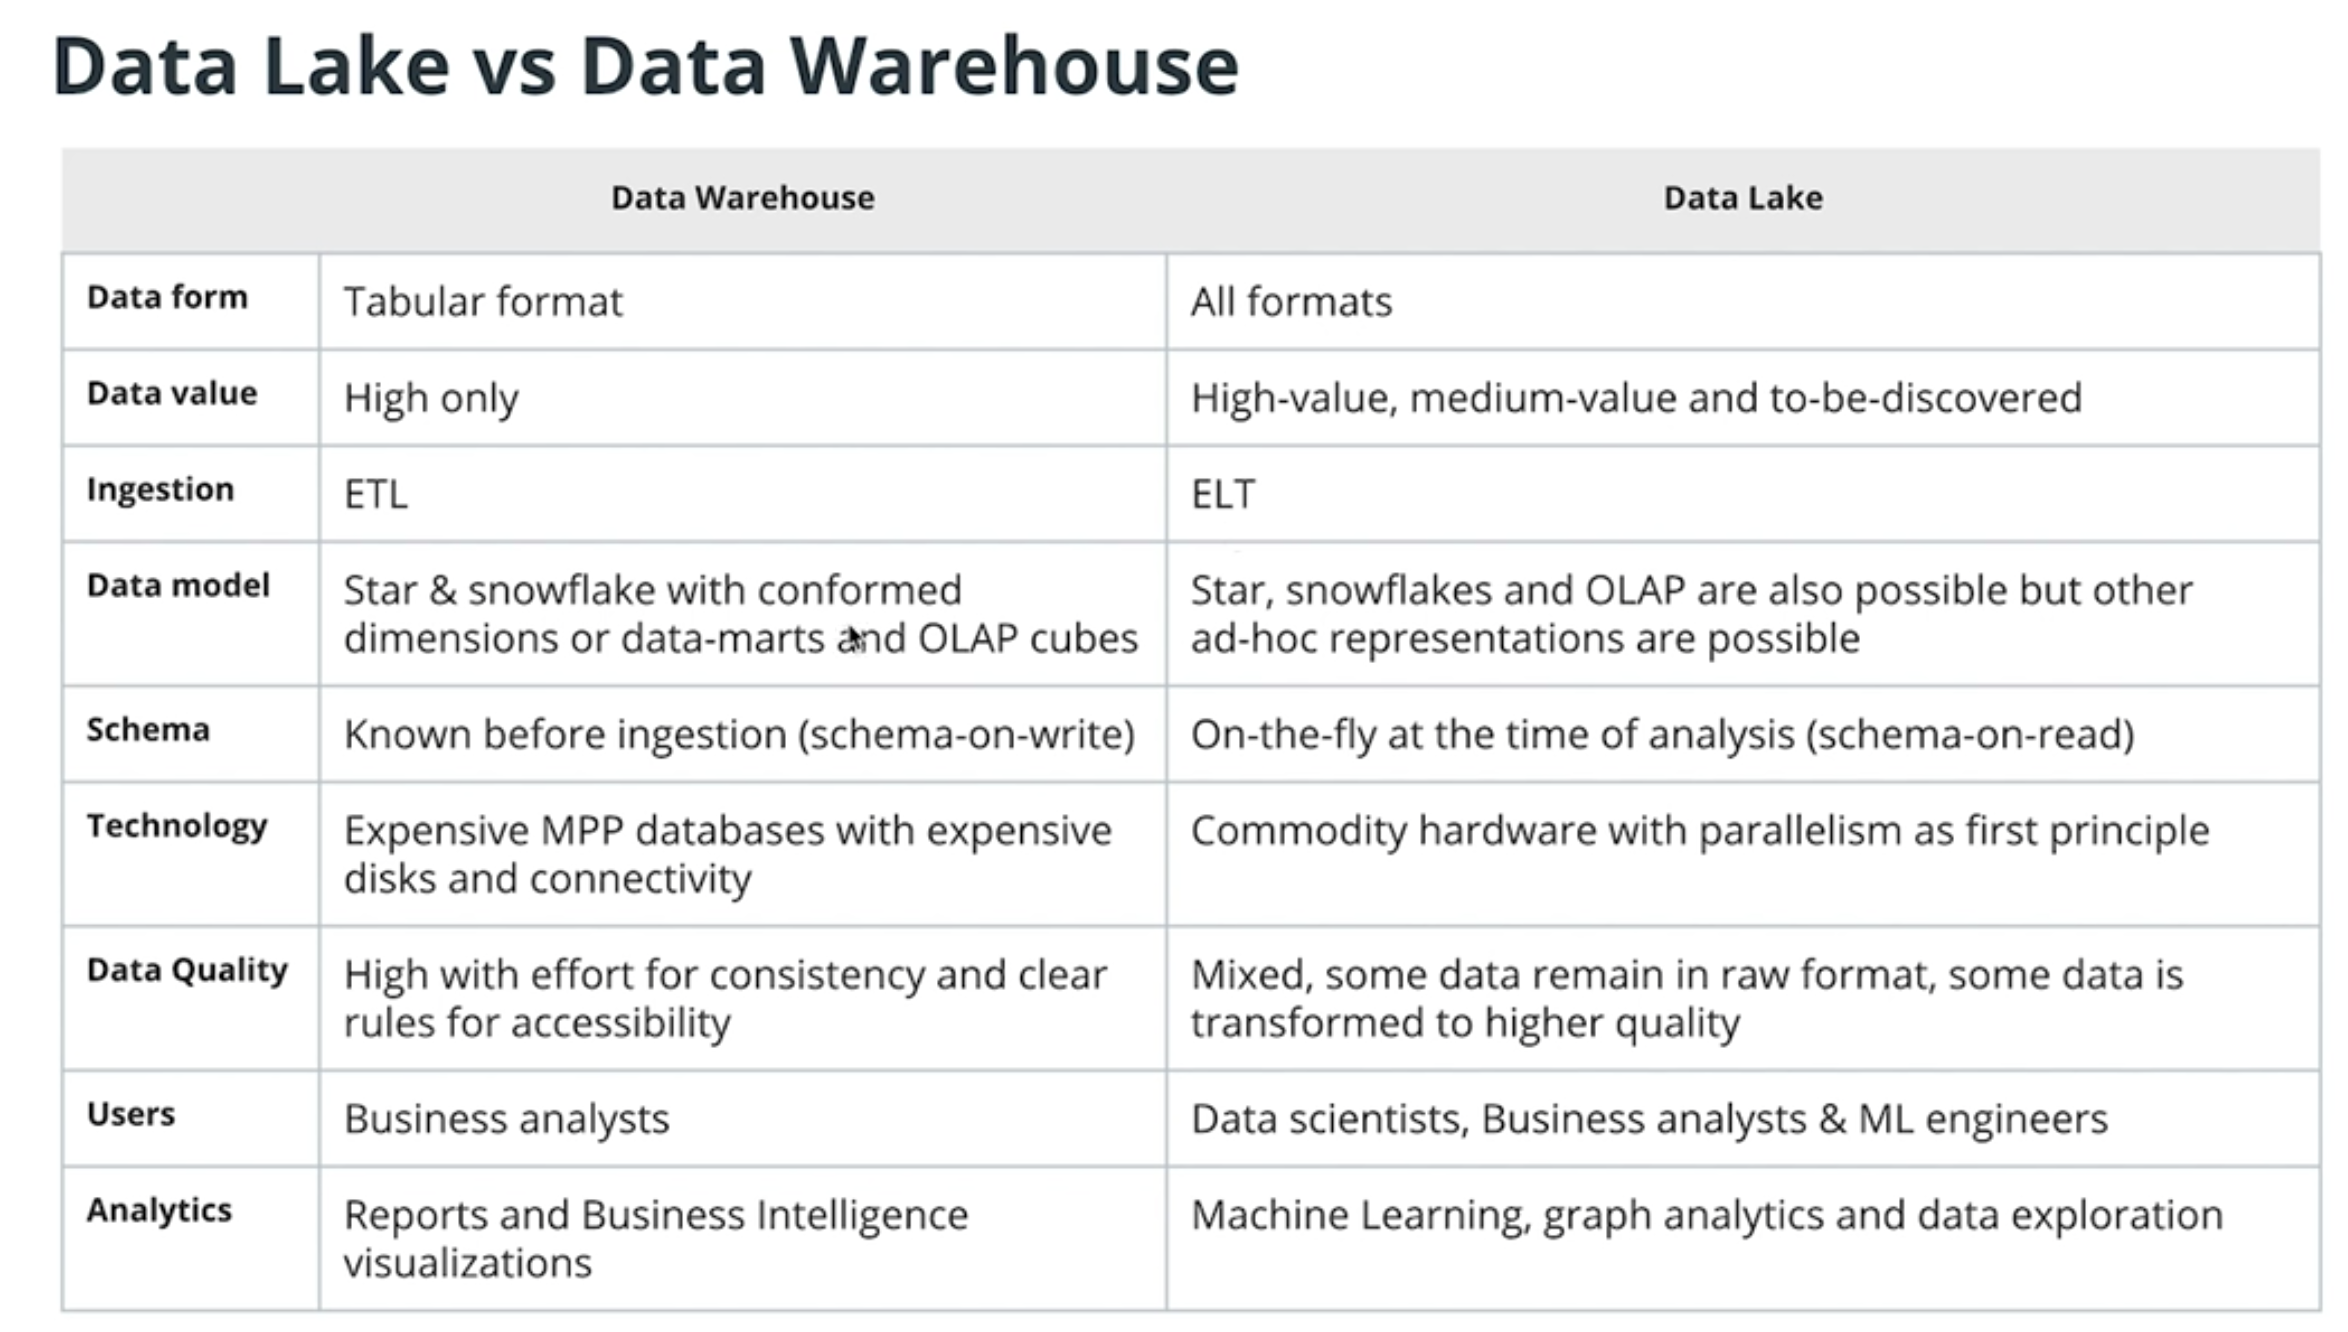 Data Lake vs Data Warehouse
Data Warehouse
Data Lake
Data form
Tabular format
All formats
Data value
High only
High-value, medium-value and to-be-discovered
Ingestion
ETL
ELT
Data model
Star & snowflake with conformed
dimensions or data-marts and OLAP cubes
Star, snowflakes and OLAP are also possible but other
ad-hoc representations are possible
Schema
Known before ingestion (schema-on-write)
On-the-fly at the time of analysis (schema-on-read)
Technology
Expensive MPP databases with expensive
disks and connectivity
Commodity hardware with parallelism as first principle
Data Quality
High with effort for consistency and clear
rules for accessibility
Mixed, some data remain in raw format, some data is
transformed to higher quality
Users
Business analysts
Data scientists, Business analysts & ML engineers
Analytics
Reports and Business Intelligence
visualizations
Machine Learning, graph analytics and data exploration